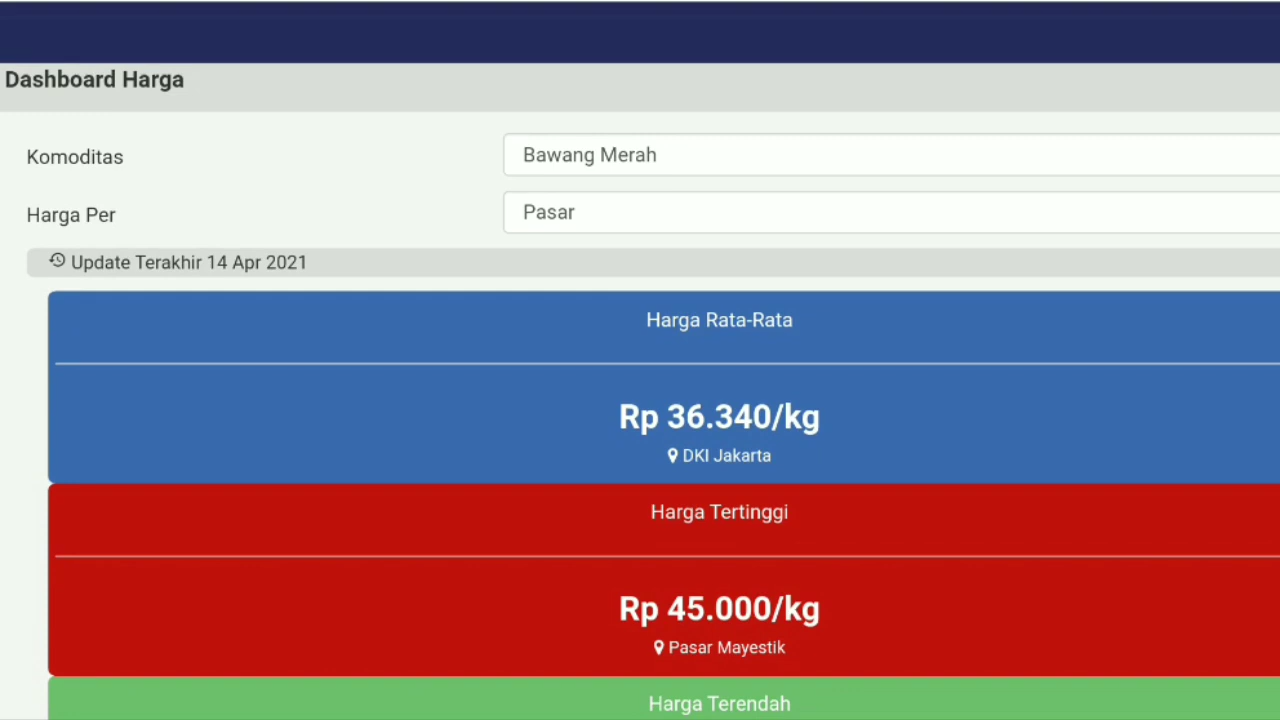 Dashboard Harga
Komoditas
Bawang Merah
Harga Per
Pasar
Update Terakhir 14 Apr 2021
Harga Rata-Rata
Rp 36.340/kg
DKI Jakarta
Harga Tertinggi
Rp 45.000/kg
Pasar Mayestik
Harga Terendah